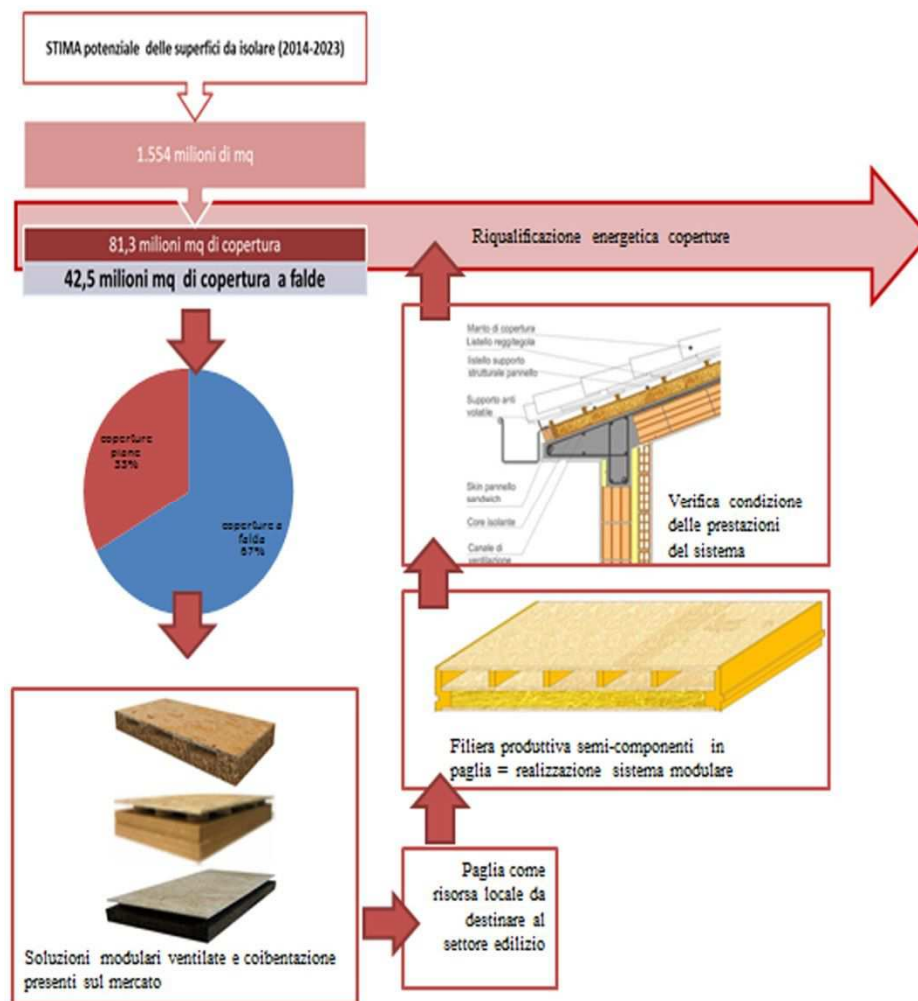 STIMA potenziale delle superfici da isolare (2014-2023)
1.554 milioni di mq
81,3 milioni mq di copertura
42,5 milioni mq di copertura a falde
Riqualificazione energetica coperture
coperture
piane
33%
coperture a
falda
67%
Manto di copertura
Listello reggitegola
listello supporto
strutturale pannello
Supporto anti
volatile
Skin pannello
sandwich
Core isolante
Canale di
ventilazione
Verifica condizione
delle prestazioni
del sistema
Filiera produttiva semi-componenti in
paglia = realizzazione sistema modulare
Paglia come
risorsa locale da
destinare al
settore edilizio
Soluzioni modulari ventilate e coibentazione
presenti sul mercato